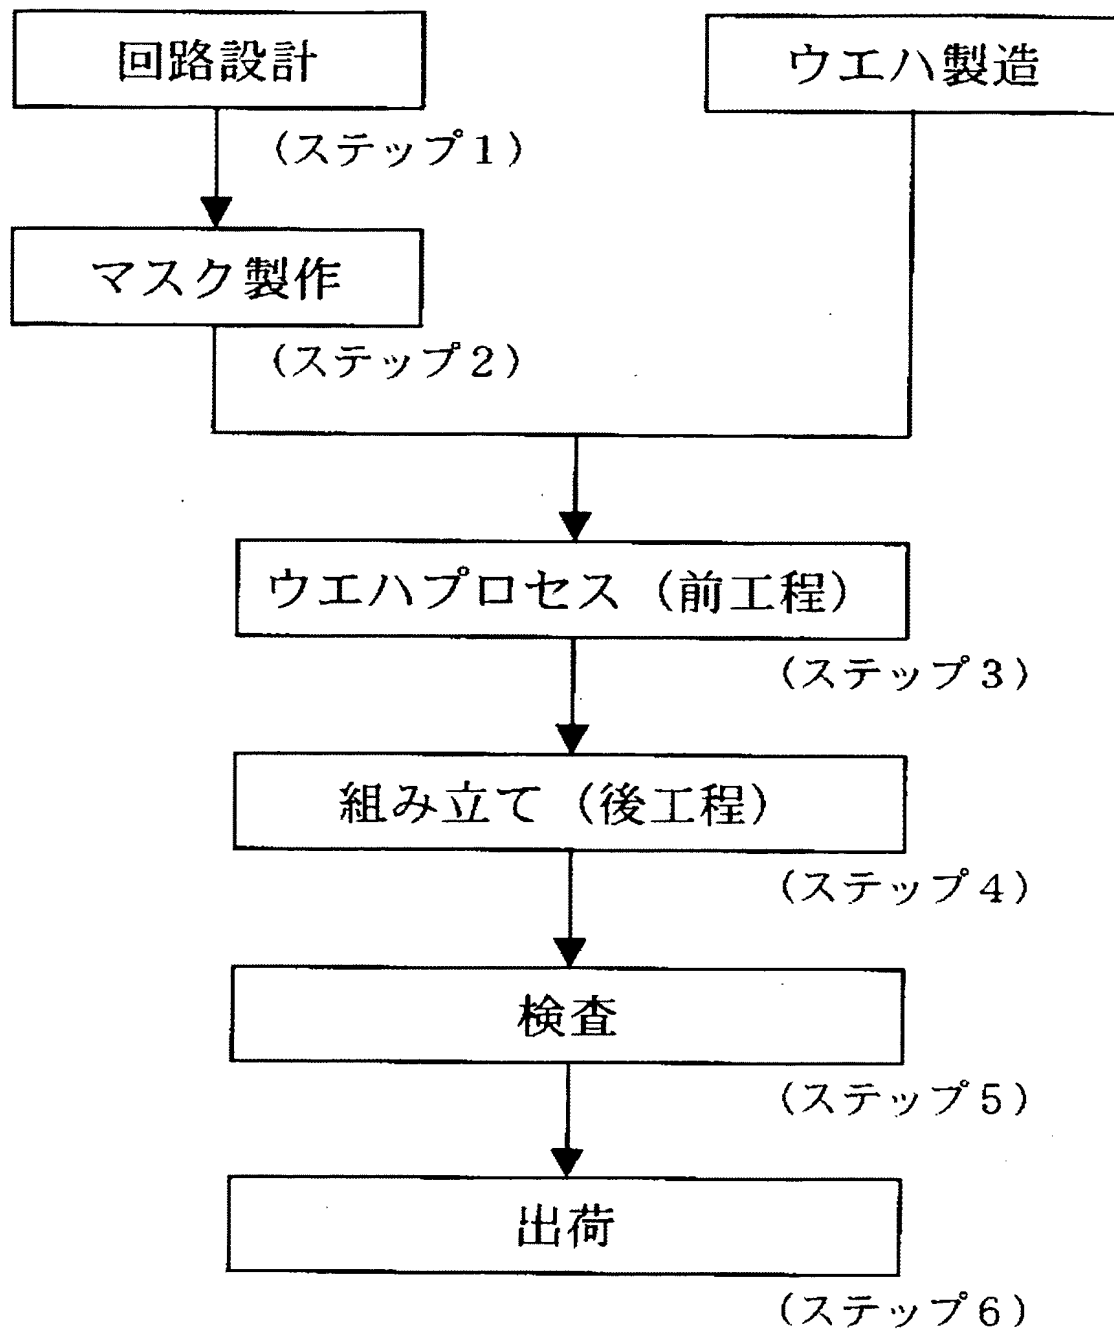 回路設計
ウエハ製造
(ステップ1)
マスク製作
(ステップ2)
ウエハプロセス(前工程)
(ステップ3)
組み立て(後工程)
(ステップ4)
検査
(ステップ5)
出荷
(ステップ6)